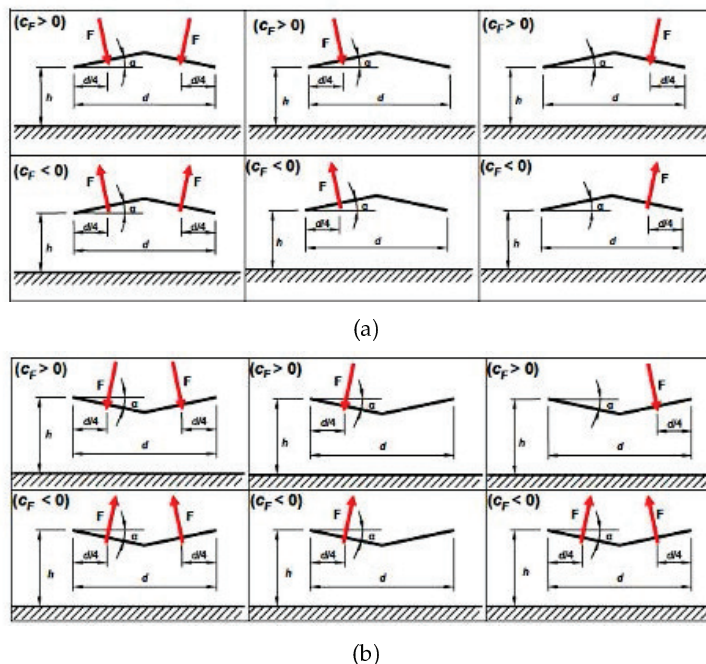 (cF > 0) (cF > 0) (cF > 0)
F F F F
α α α
d/4 d/4 d/4 d/4
h d h d h d
(cF < 0) (cF < 0) (cF < 0)
F F F F
α α α
d/4 d/4 d/4 d/4
h d h d h d
(a)
(cF > 0) (cF > 0) (cF > 0)
F F F F
α α α
d/4 d/4 d/4 d/4
h d h d h d
(cF < 0) (cF < 0) (cF < 0)
F F F F F
α α α
d/4 d/4 d/4 d/4 d/4
h d h d h d
(b)